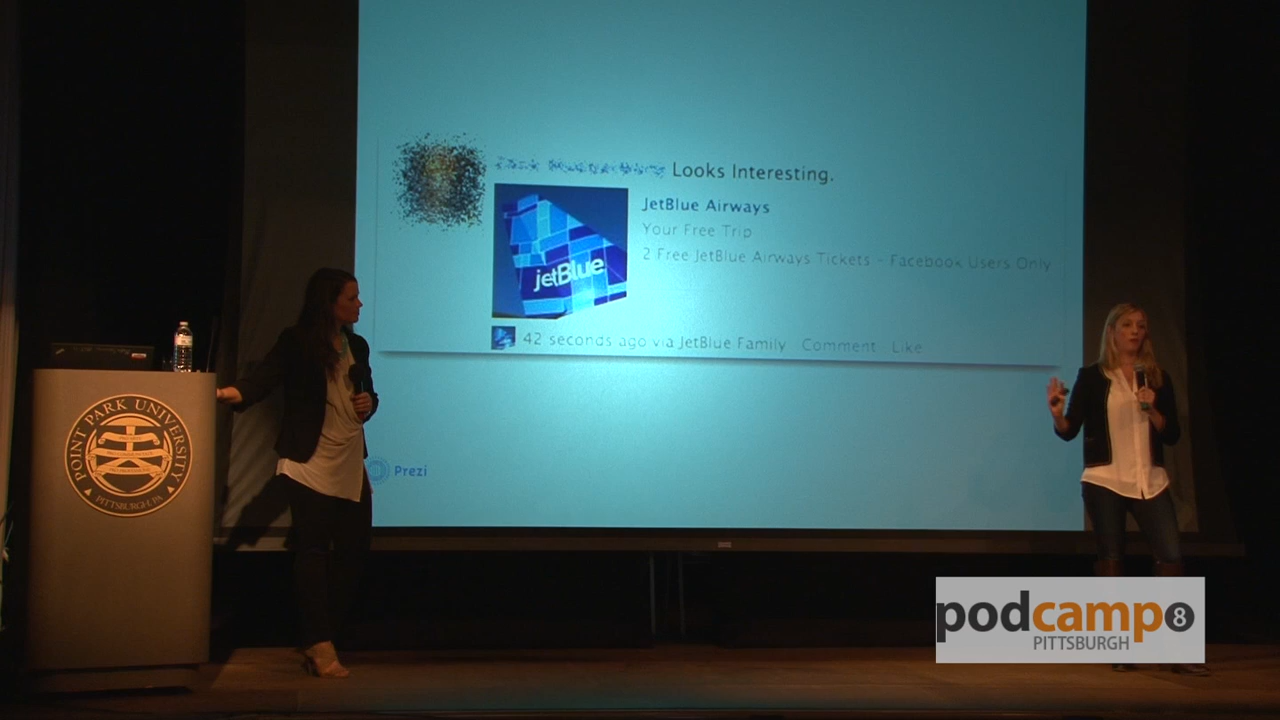 Looks Interesting.
JetBlue Airways
Your Free Trip
2 Free JetBlue Airways Tickets - Facebook Users Only
jetBlue
42 seconds ago via JetBlue Family Comment Like
Prezi
POINT PARK UNIVERSITY
PITTSBURGH, PA
podcamp8
PITTSBURGH